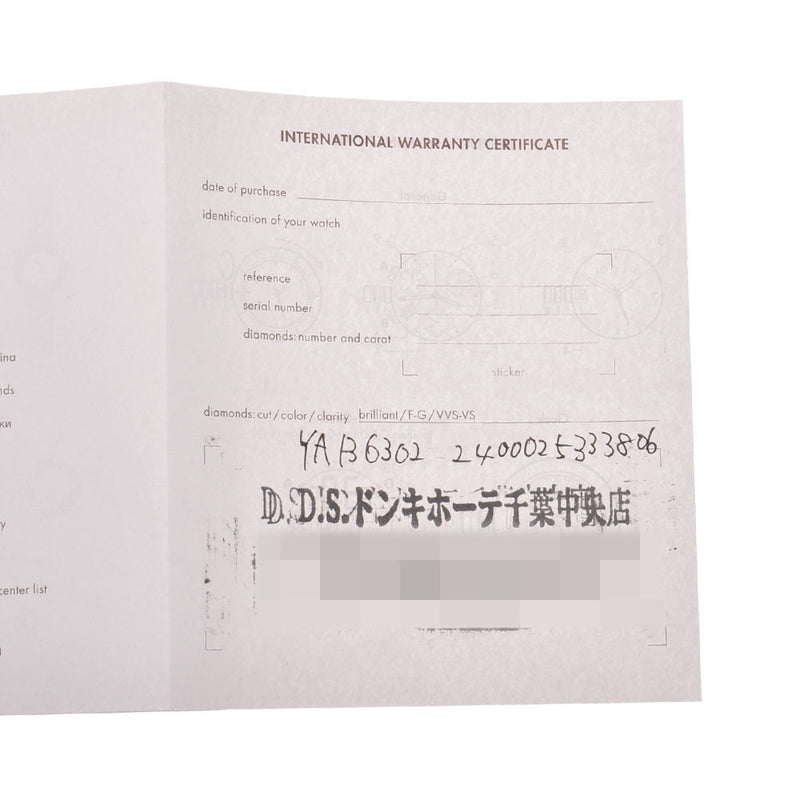 INTERNATIONAL WARRANTY CERTIFICATE
date of purchase
identification of your watch
reference
serial number
diamonds: number and carat
sticker
diamonds: cut/color/clarity brilliant/F-G/VVS-VS
YA136302 2400025333806
D.D.S.ドンキホーテ千葉中央店
ina
nds
ки
y
center list